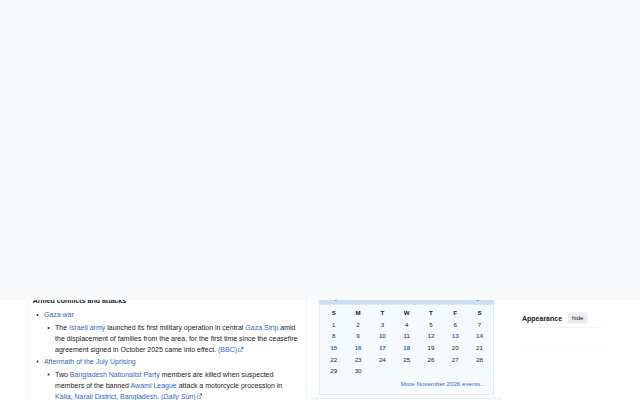 Armed conflicts and attacks
Gaza war
The Israeli army launched its first military operation in central Gaza Strip amid
the displacement of families from the area, for the first time since the ceasefire
agreement signed in October 2025 came into effect. (BBC)
Aftermath of the July Uprising
Two Bangladesh Nationalist Party members are killed when suspected
members of the banned Awami League attack a motorcycle procession in
Kalia, Narail District, Bangladesh. (Daily Sun)
S M T W T F S
1 2 3 4 5 6 7
8 9 10 11 12 13 14
15 16 17 18 19 20 21
22 23 24 25 26 27 28
29 30
More November 2026 events...
Appearance hide